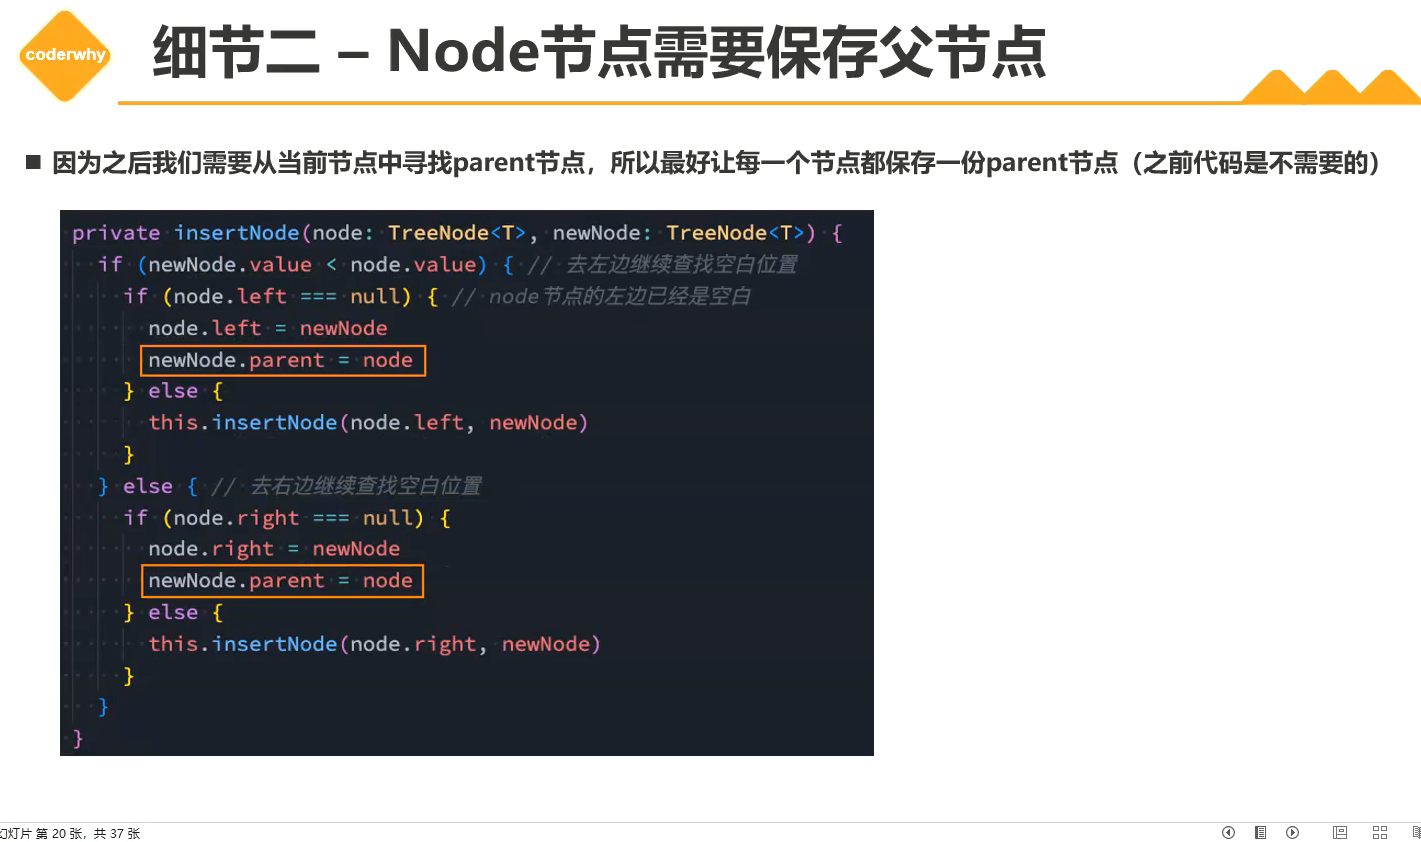 coderwhy
细节二 – Node节点需要保存父节点
■ 因为之后我们需要从当前节点中寻找parent节点，所以最好让每一个节点都保存一份parent节点（之前代码是不需要的）
private insertNode(node: TreeNode<T>, newNode: TreeNode<T>) {
if (newNode.value < node.value) { // 去左边继续查找空白位置
if (node.left === null) { // node节点的左边已经是空白
node.left = newNode
newNode.parent = node
} else {
this.insertNode(node.left, newNode)
}
} else { // 去右边继续查找空白位置
if (node.right === null) {
node.right = newNode
newNode.parent = node
} else {
this.insertNode(node.right, newNode)
}
}
}
幻灯片 第 20 张，共 37 张